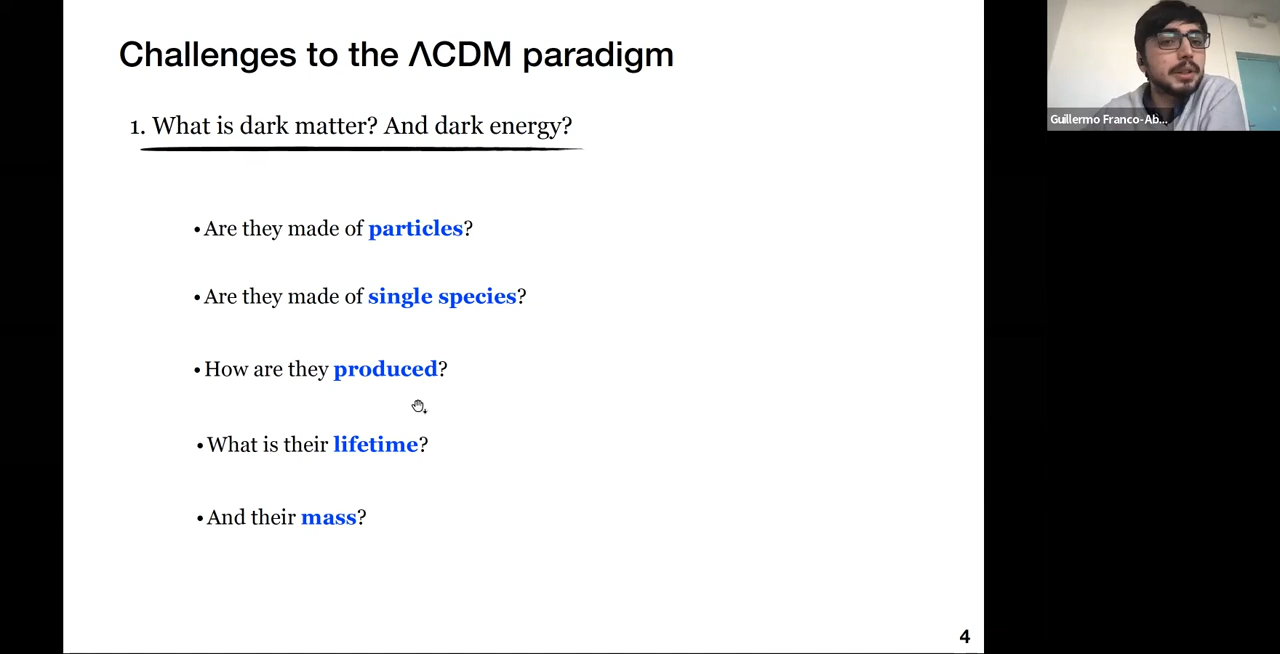 Challenges to the ΛCDM paradigm
1. What is dark matter? And dark energy?
• Are they made of particles?
• Are they made of single species?
• How are they produced?
• What is their lifetime?
• And their mass?
4
Guillermo Franco-Ab...